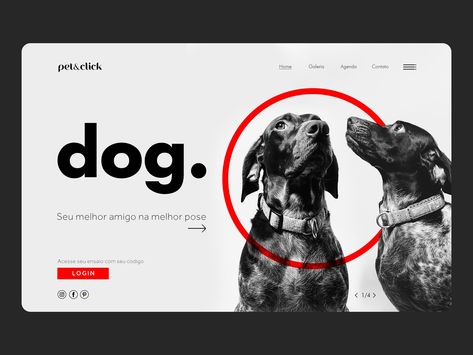 pet&click
Home Galeria Agenda Contato
dog.
Seu melhor amigo na melhor pose
Acesse seu ensaio com seu codigo
LOGIN
1/4